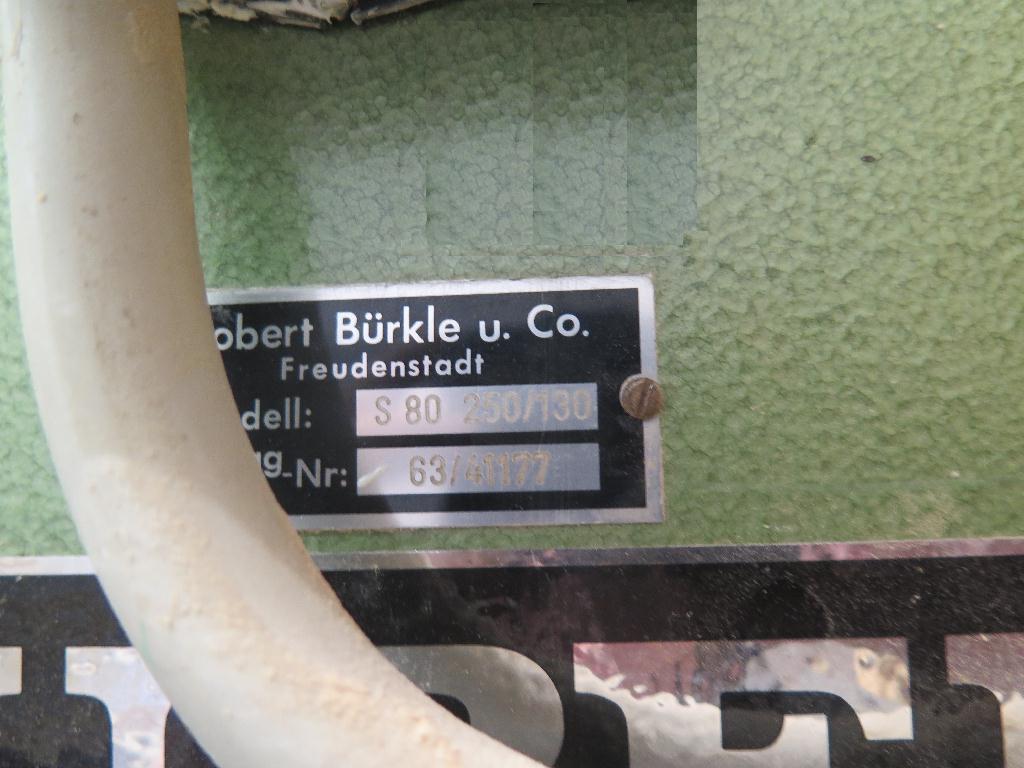 obert Bürkle u. Co.
Freudenstadt
dell: S 80 250/130
g-Nr: 63/41177